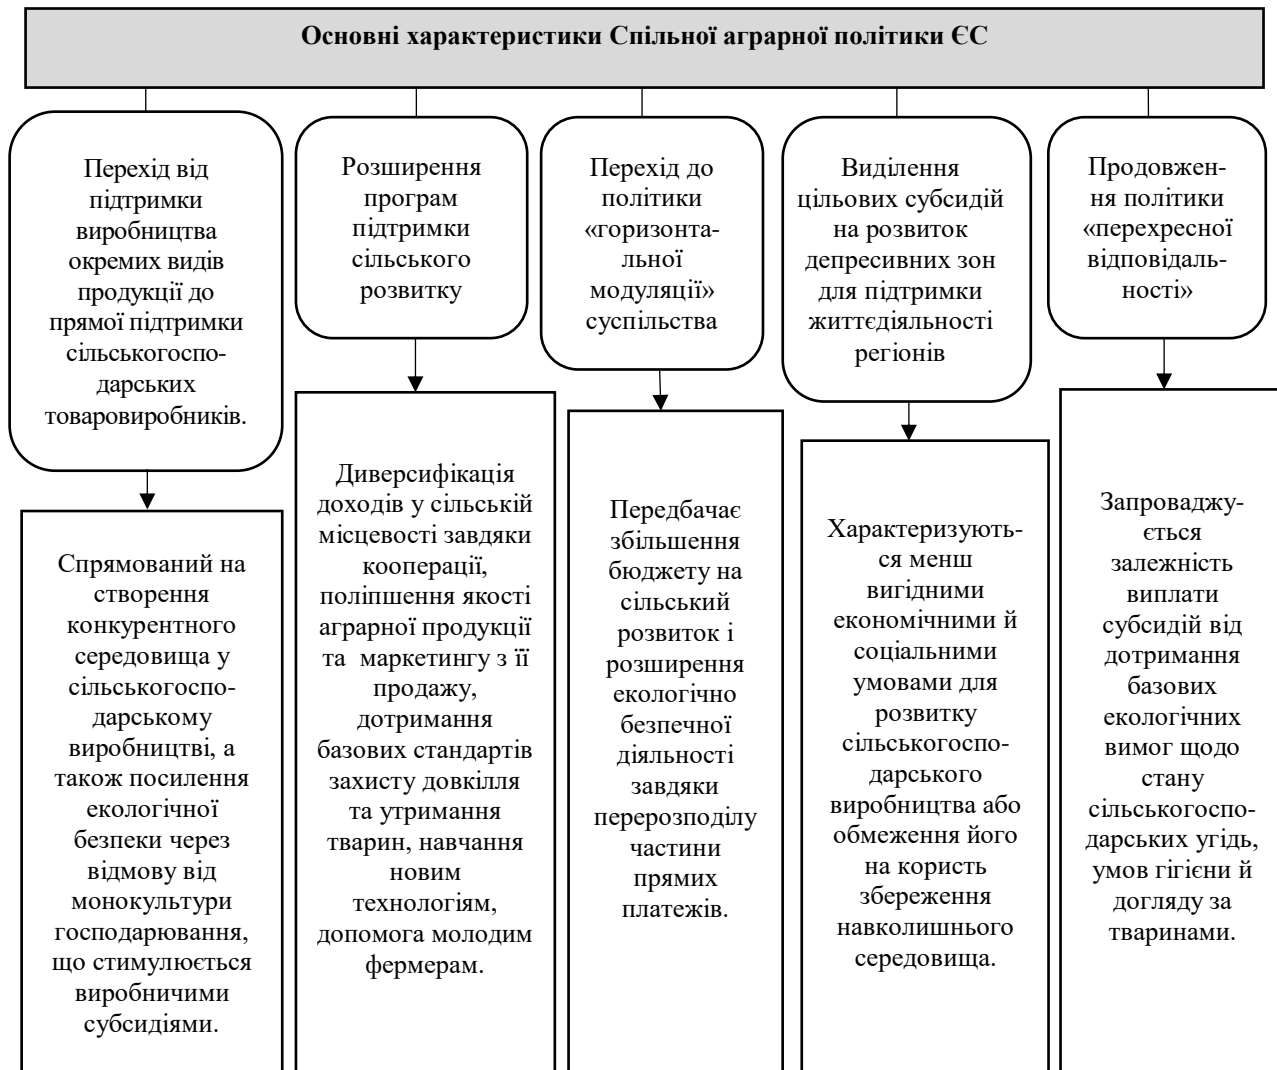 Основні характеристики Спільної аграрної політики ЄС
Перехід від
підтримки
виробництва
окремих видів
продукції до
прямої підтримки
сільськогоспо-
дарських
товаровиробників.
Спрямований на
створення
конкурентного
середовища у
сільськогоспо-
дарському
виробництві, а
також посилення
екологічної
безпеки через
відмову від
монокультури
господарювання,
що стимулюється
виробничими
субсидіями.
Розширення
програм
підтримки
сільського
розвитку
Диверсифікація
доходів у сільській
місцевості завдяки
кооперації,
поліпшення якості
аграрної продукції
та маркетингу з її
продажу,
дотримання
базових стандартів
захисту довкілля
та утримання
тварин, навчання
новим
технологіям,
допомога молодим
фермерам.
Перехід до
політики
«горизонта-
льної
модуляції»
суспільства
Передбачає
збільшення
бюджету на
сільський
розвиток і
розширення
екологічно
безпечної
діяльності
завдяки
перерозподілу
частини
прямих
платежів.
Виділення
цільових субсидій
на розвиток
депресивних зон
для підтримки
життєдіяльності
регіонів
Характеризують-
ся менш
вигідними
економічними й
соціальними
умовами для
розвитку
сільськогоспо-
дарського
виробництва або
обмеження його
на користь
збереження
навколишнього
середовища.
Продовжен-
ня політики
«перехресної
відповідаль-
ності»
Запроваджу-
ється
залежність
виплати
субсидій від
дотримання
базових
екологічних
вимог щодо
стану
сільськогоспо-
дарських угідь,
умов гігієни й
догляду за
тваринами.